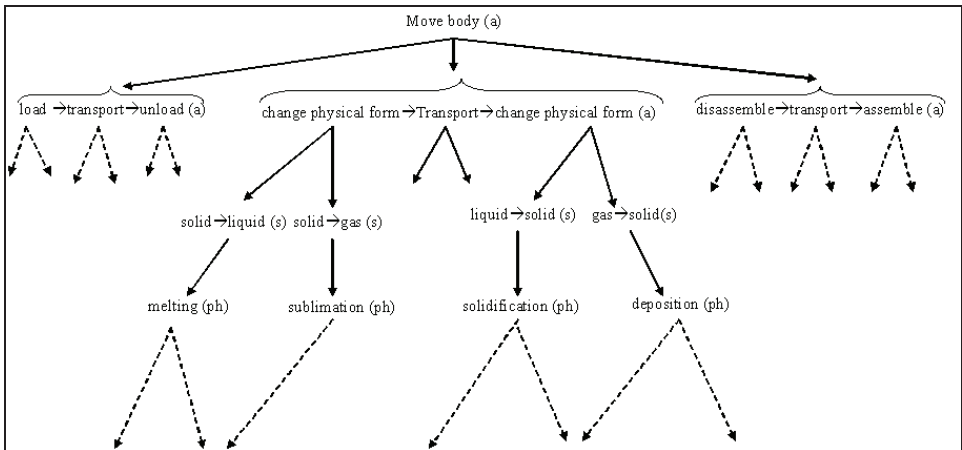 Move body (a)
load →transport→unload (a)
change physical form →Transport→change physical form (a)
disassemble→transport→assemble (a)
solid→liquid (s)
solid→gas (s)
liquid→solid (s)
gas→solid(s)
melting (ph)
sublimation (ph)
solidification (ph)
deposition (ph)